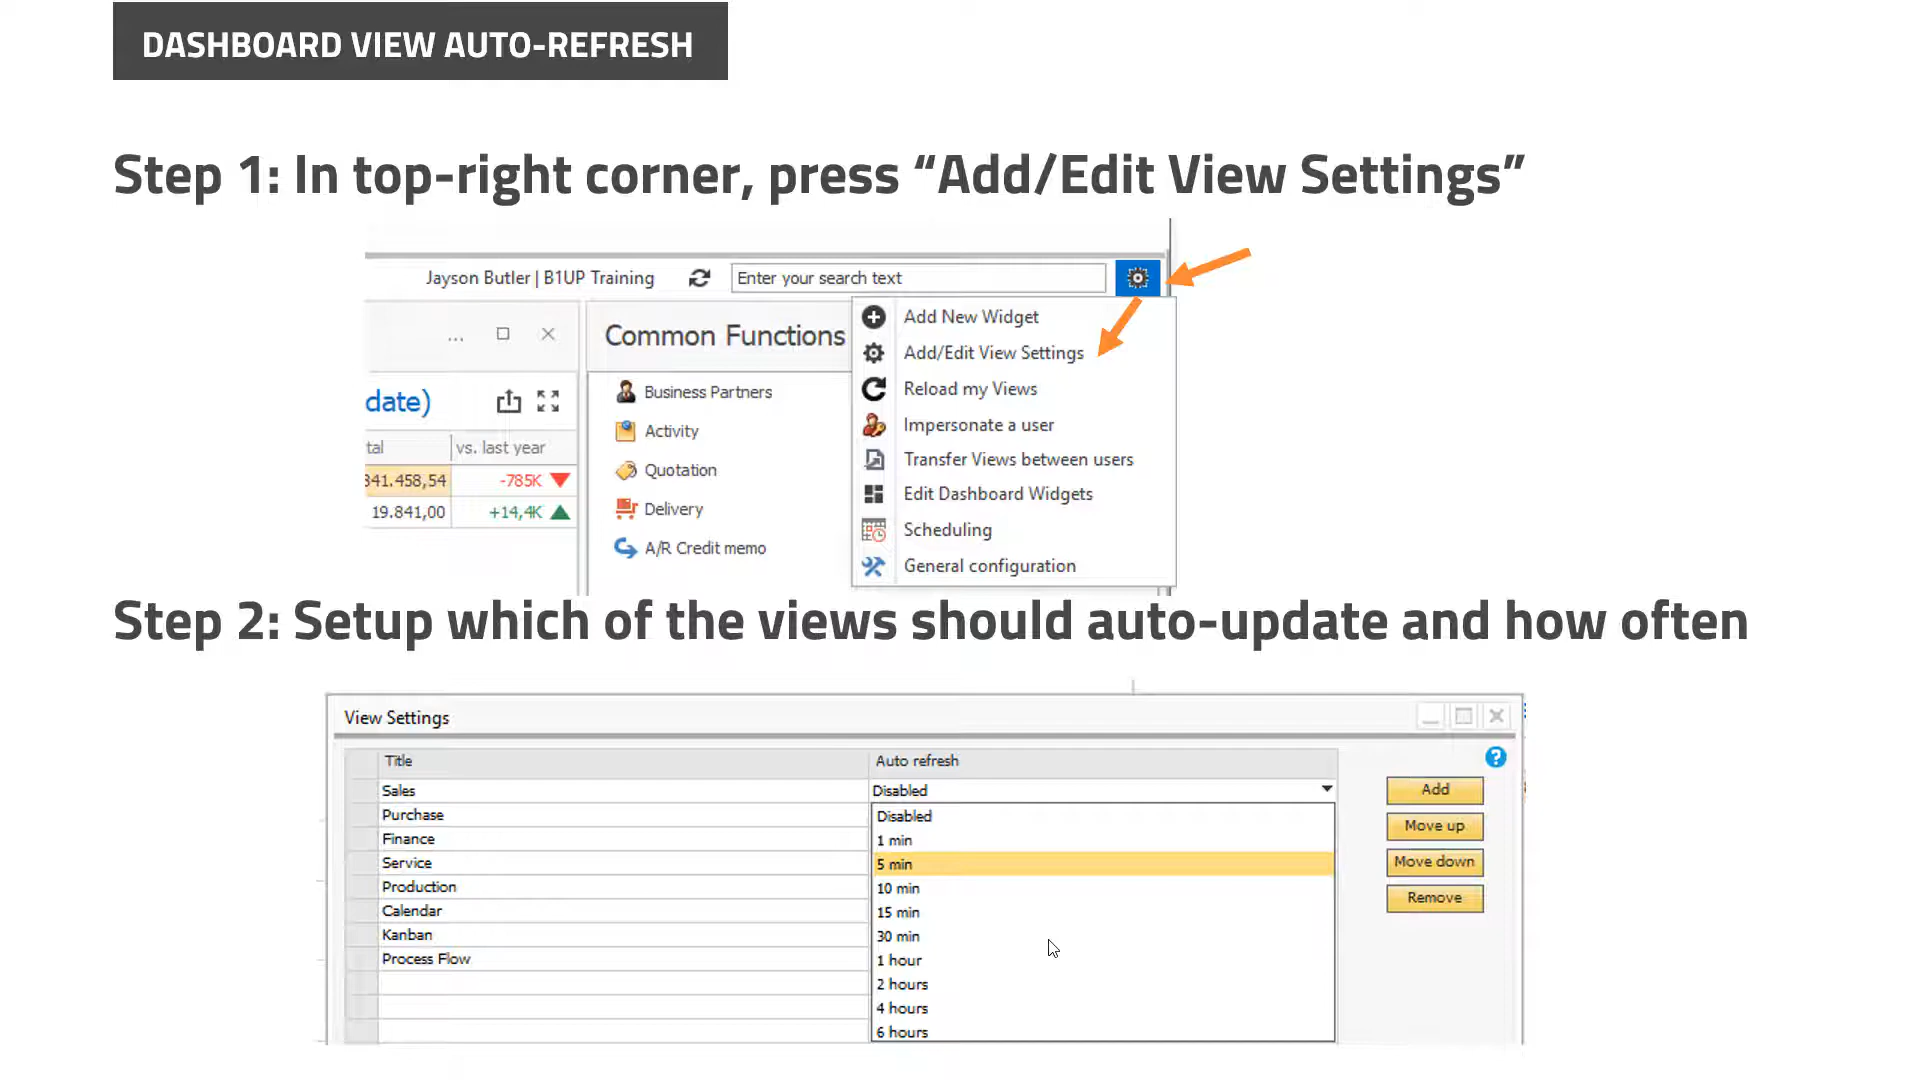 DASHBOARD VIEW AUTO-REFRESH
Step 1: In top-right corner, press “Add/Edit View Settings”
Jayson Butler | B1UP Training
Enter your search text
...
Common Functions
date)
tal
vs. last year
841.458,54
-785K
19.841,00
+14,4K
Business Partners
Activity
Quotation
Delivery
A/R Credit memo
Add New Widget
Add/Edit View Settings
Reload my Views
Impersonate a user
Transfer Views between users
Edit Dashboard Widgets
Scheduling
General configuration
Step 2: Setup which of the views should auto-update and how often
View Settings
?
Title
Auto refresh
Sales
Disabled
Purchase
Finance
Service
Production
Calendar
Kanban
Process Flow
Disabled
1 min
5 min
10 min
15 min
30 min
1 hour
2 hours
4 hours
6 hours
Add
Move up
Move down
Remove